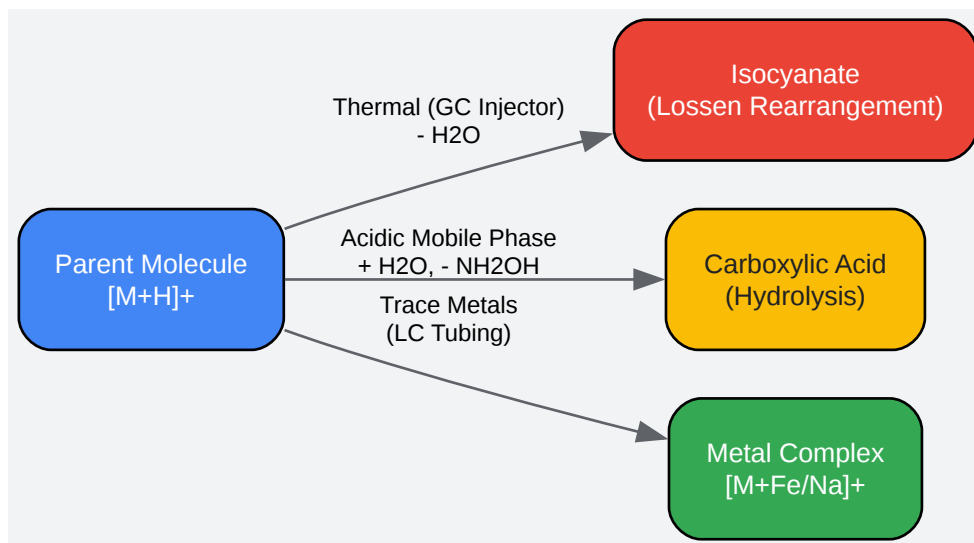 Isocyanate
(Lossen Rearrangement)
Thermal (GC Injector)
- H2O
Parent Molecule
[M+H]+
Acidic Mobile Phase
+ H2O, - NH2OH
Carboxylic Acid
(Hydrolysis)
Trace Metals
(LC Tubing)
Metal Complex
[M+Fe/Na]+